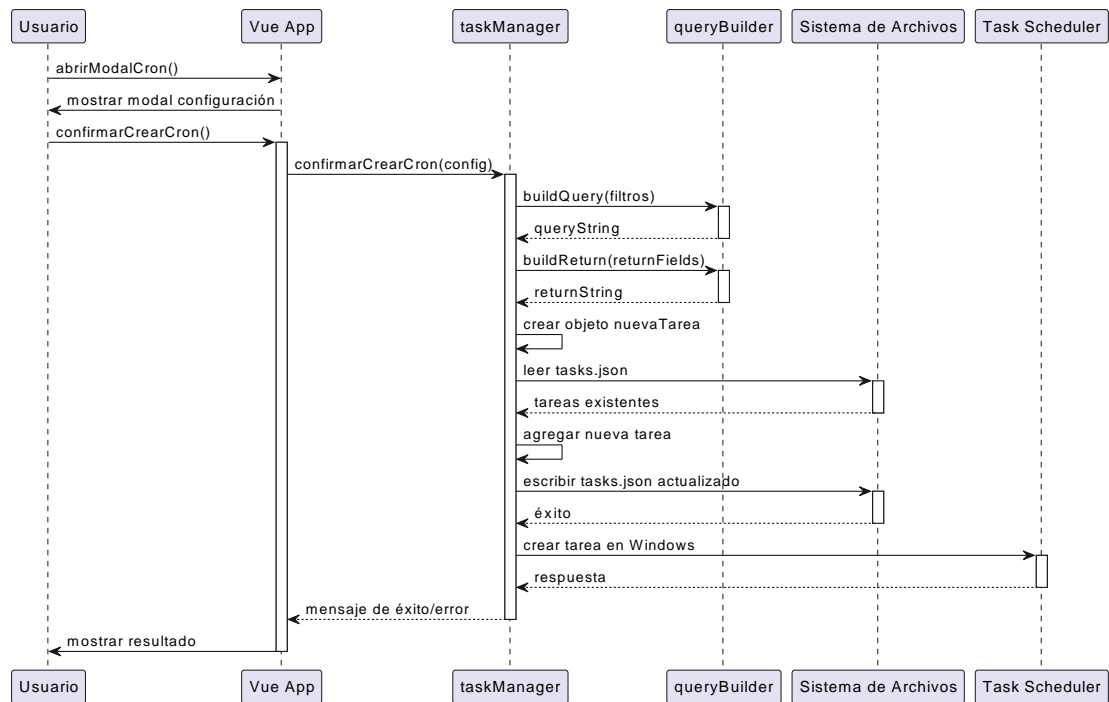 Usuario Vue App taskManager queryBuilder Sistema de Archivos Task Scheduler
abrirModalCron()
mostrar modal configuración
confirmarCrearCron()
confirmarCrearCron(config)
buildQuery(filtros)
queryString
buildReturn(returnFields)
returnString
crear objeto nuevaTarea
leer tasks.json
tareas existentes
agregar nueva tarea
escribir tasks.json actualizado
éxito
crear tarea en Windows
respuesta
mensaje de éxito/error
mostrar resultado
Usuario Vue App taskManager queryBuilder Sistema de Archivos Task Scheduler